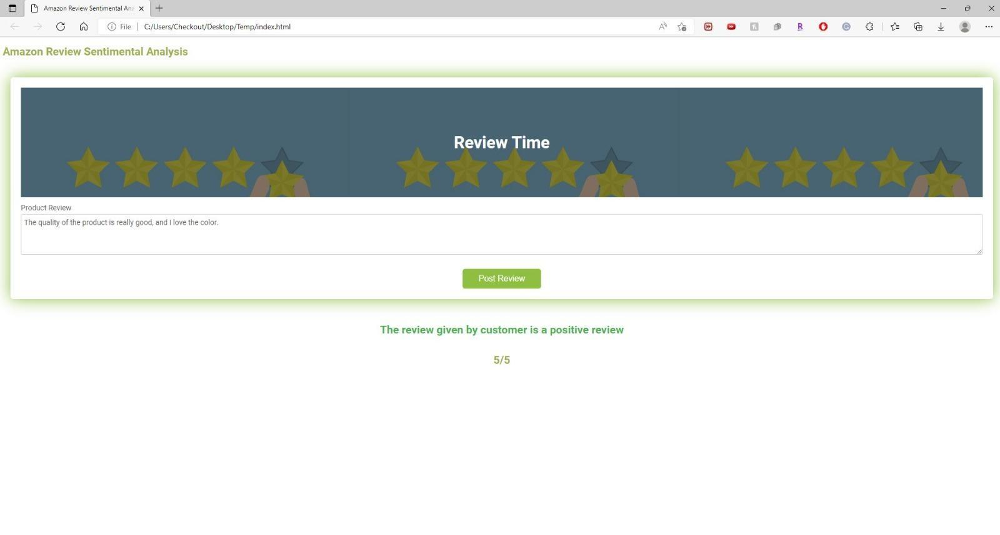 Amazon Review Sentimental Ana
File
C:/Users/Checkout/Desktop/Temp/index.html
Amazon Review Sentimental Analysis
Review Time
Product Review
The quality of the product is really good, and I love the color.
Post Review
The review given by customer is a positive review
5/5